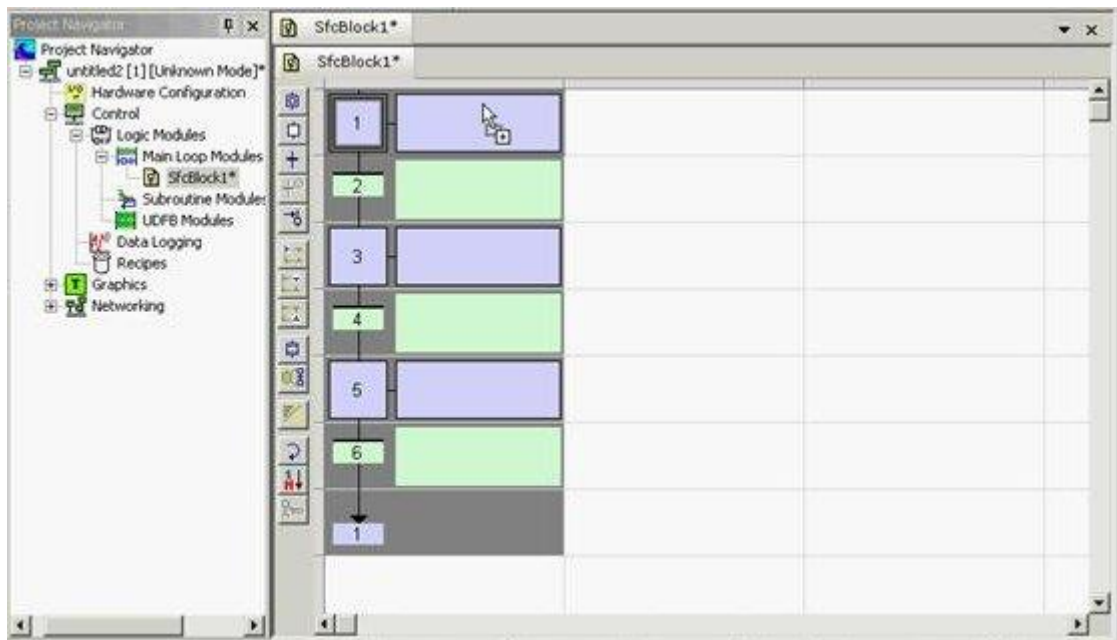 Project Navigator
Project Navigator
untitled2 [1] [Unknown Mode]*
Hardware Configuration
Control
Logic Modules
Main Loop Modules
SfcBlock1*
Subroutine Modules
UDFB Modules
Data Logging
Recipes
Graphics
Networking
SfcBlock1*
SfcBlock1*
1
2
3
4
5
6
1